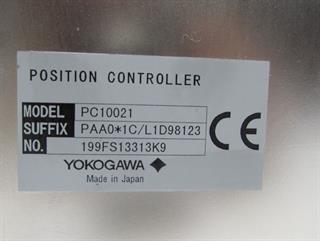 POSITION CONTROLLER
MODEL PC10021
SUFFIX PAA0*1C/L1D98123
NO. 199FS13313K9
CE
YOKOGAWA
Made in Japan